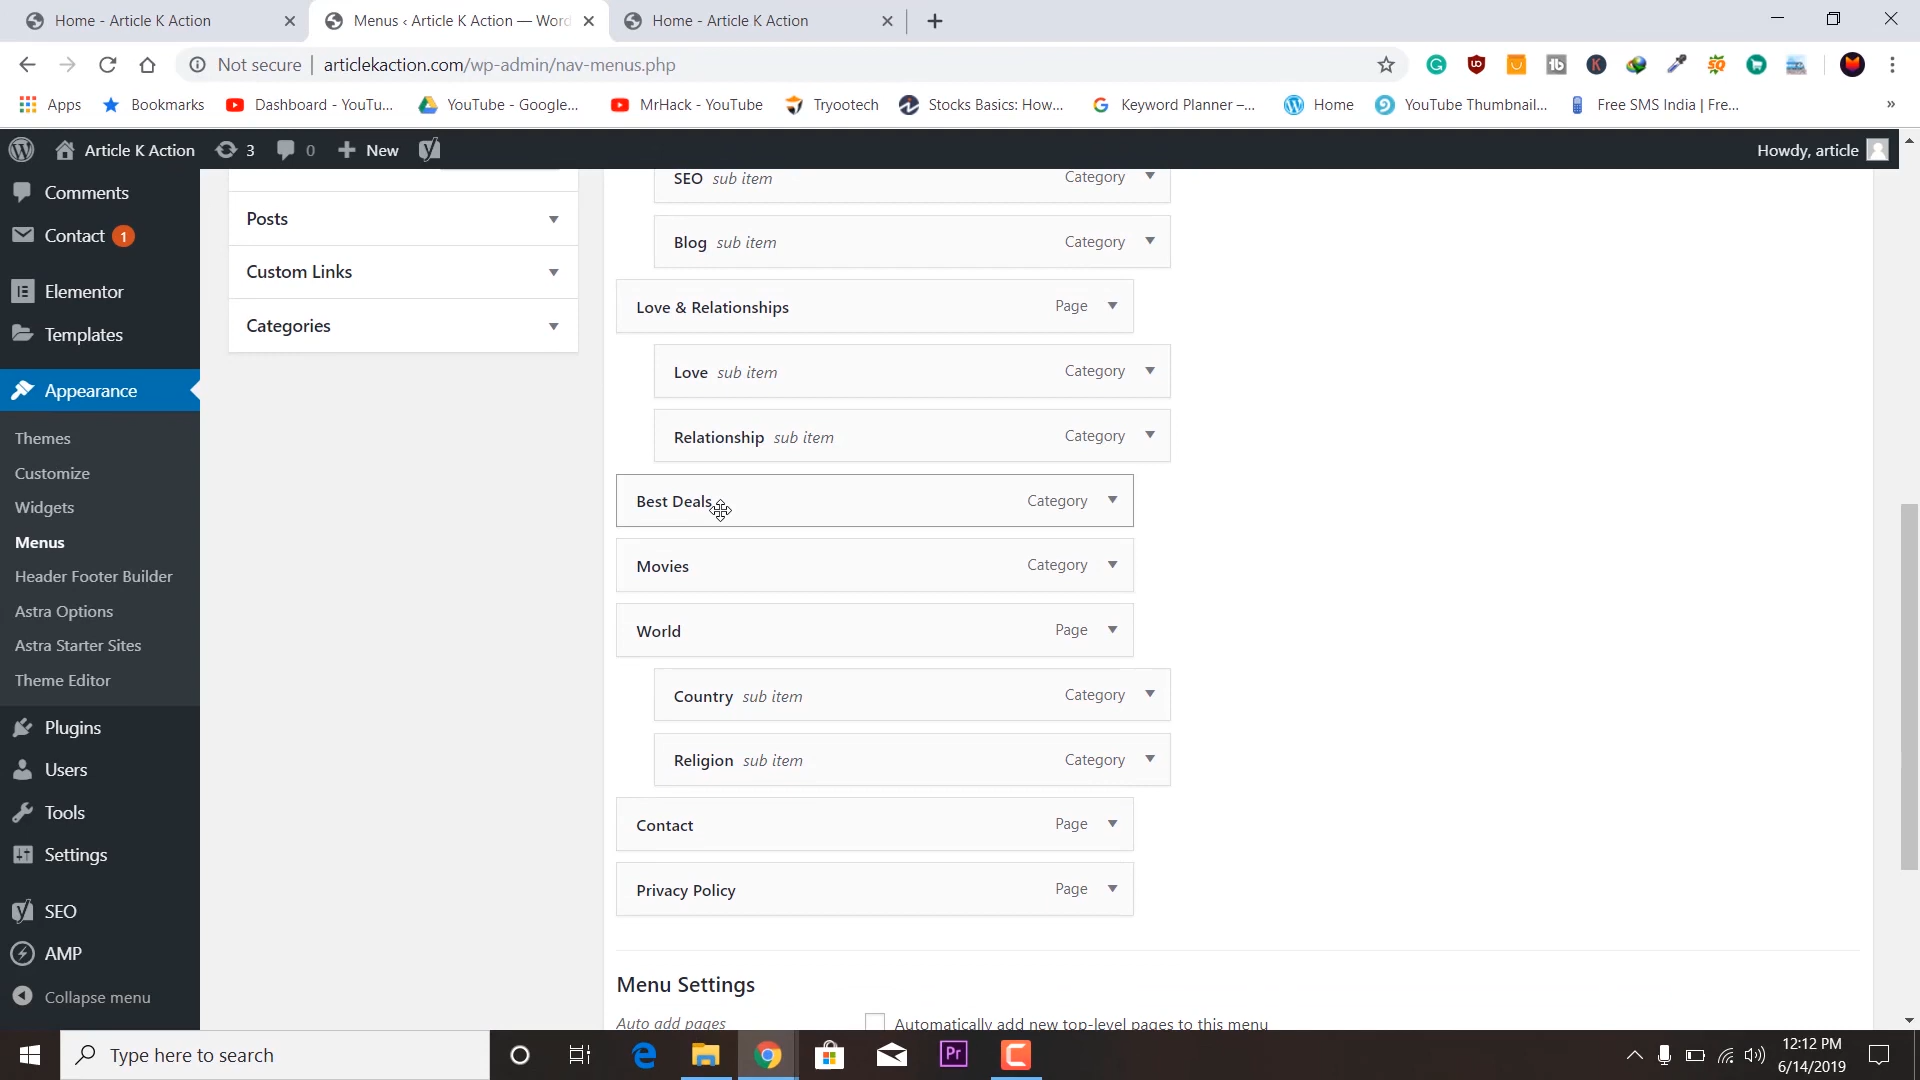 Home - Article K Action
Menus ‹ Article K Action — Word
Home - Article K Action
Not secure | articlekaction.com/wp-admin/nav-menus.php
Apps Bookmarks Dashboard - YouTu... YouTube - Google... MrHack - YouTube Tryootech Stocks Basics: How... Keyword Planner –... Home YouTube Thumbnail... Free SMS India | Fre... »
Article K Action 3 0 New Howdy, article
Comments
Contact 1
Elementor
Templates
Appearance
Themes
Customize
Widgets
Menus
Header Footer Builder
Astra Options
Astra Starter Sites
Theme Editor
Plugins
Users
Tools
Settings
SEO
AMP
Collapse menu
Posts
Custom Links
Categories
SEO sub item Category
Blog sub item Category
Love & Relationships Page
Love sub item Category
Relationship sub item Category
Best Deals Category
Movies Category
World Page
Country sub item Category
Religion sub item Category
Contact Page
Privacy Policy Page
Menu Settings
Auto add pages Automatically add new top-level pages to this menu
Type here to search
Pr
12:12 PM
6/14/2019